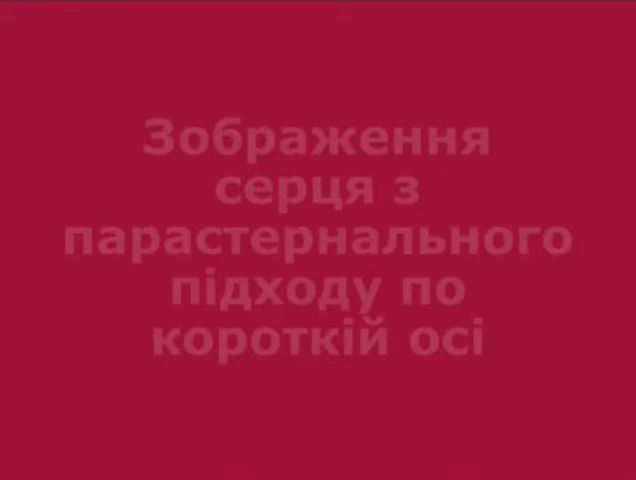 Зображення
серця з
парастернального
підходу по
короткій осі